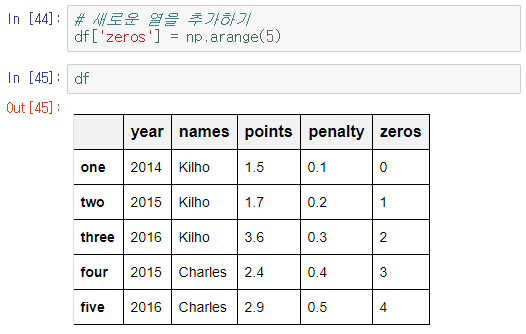 In [44]: # 새로운 열을 추가하기
df['zeros'] = np.arange(5)
In [45]: df
Out[45]:
year names points penalty zeros
one 2014 Kilho 1.5 0.1 0
two 2015 Kilho 1.7 0.2 1
three 2016 Kilho 3.6 0.3 2
four 2015 Charles 2.4 0.4 3
five 2016 Charles 2.9 0.5 4